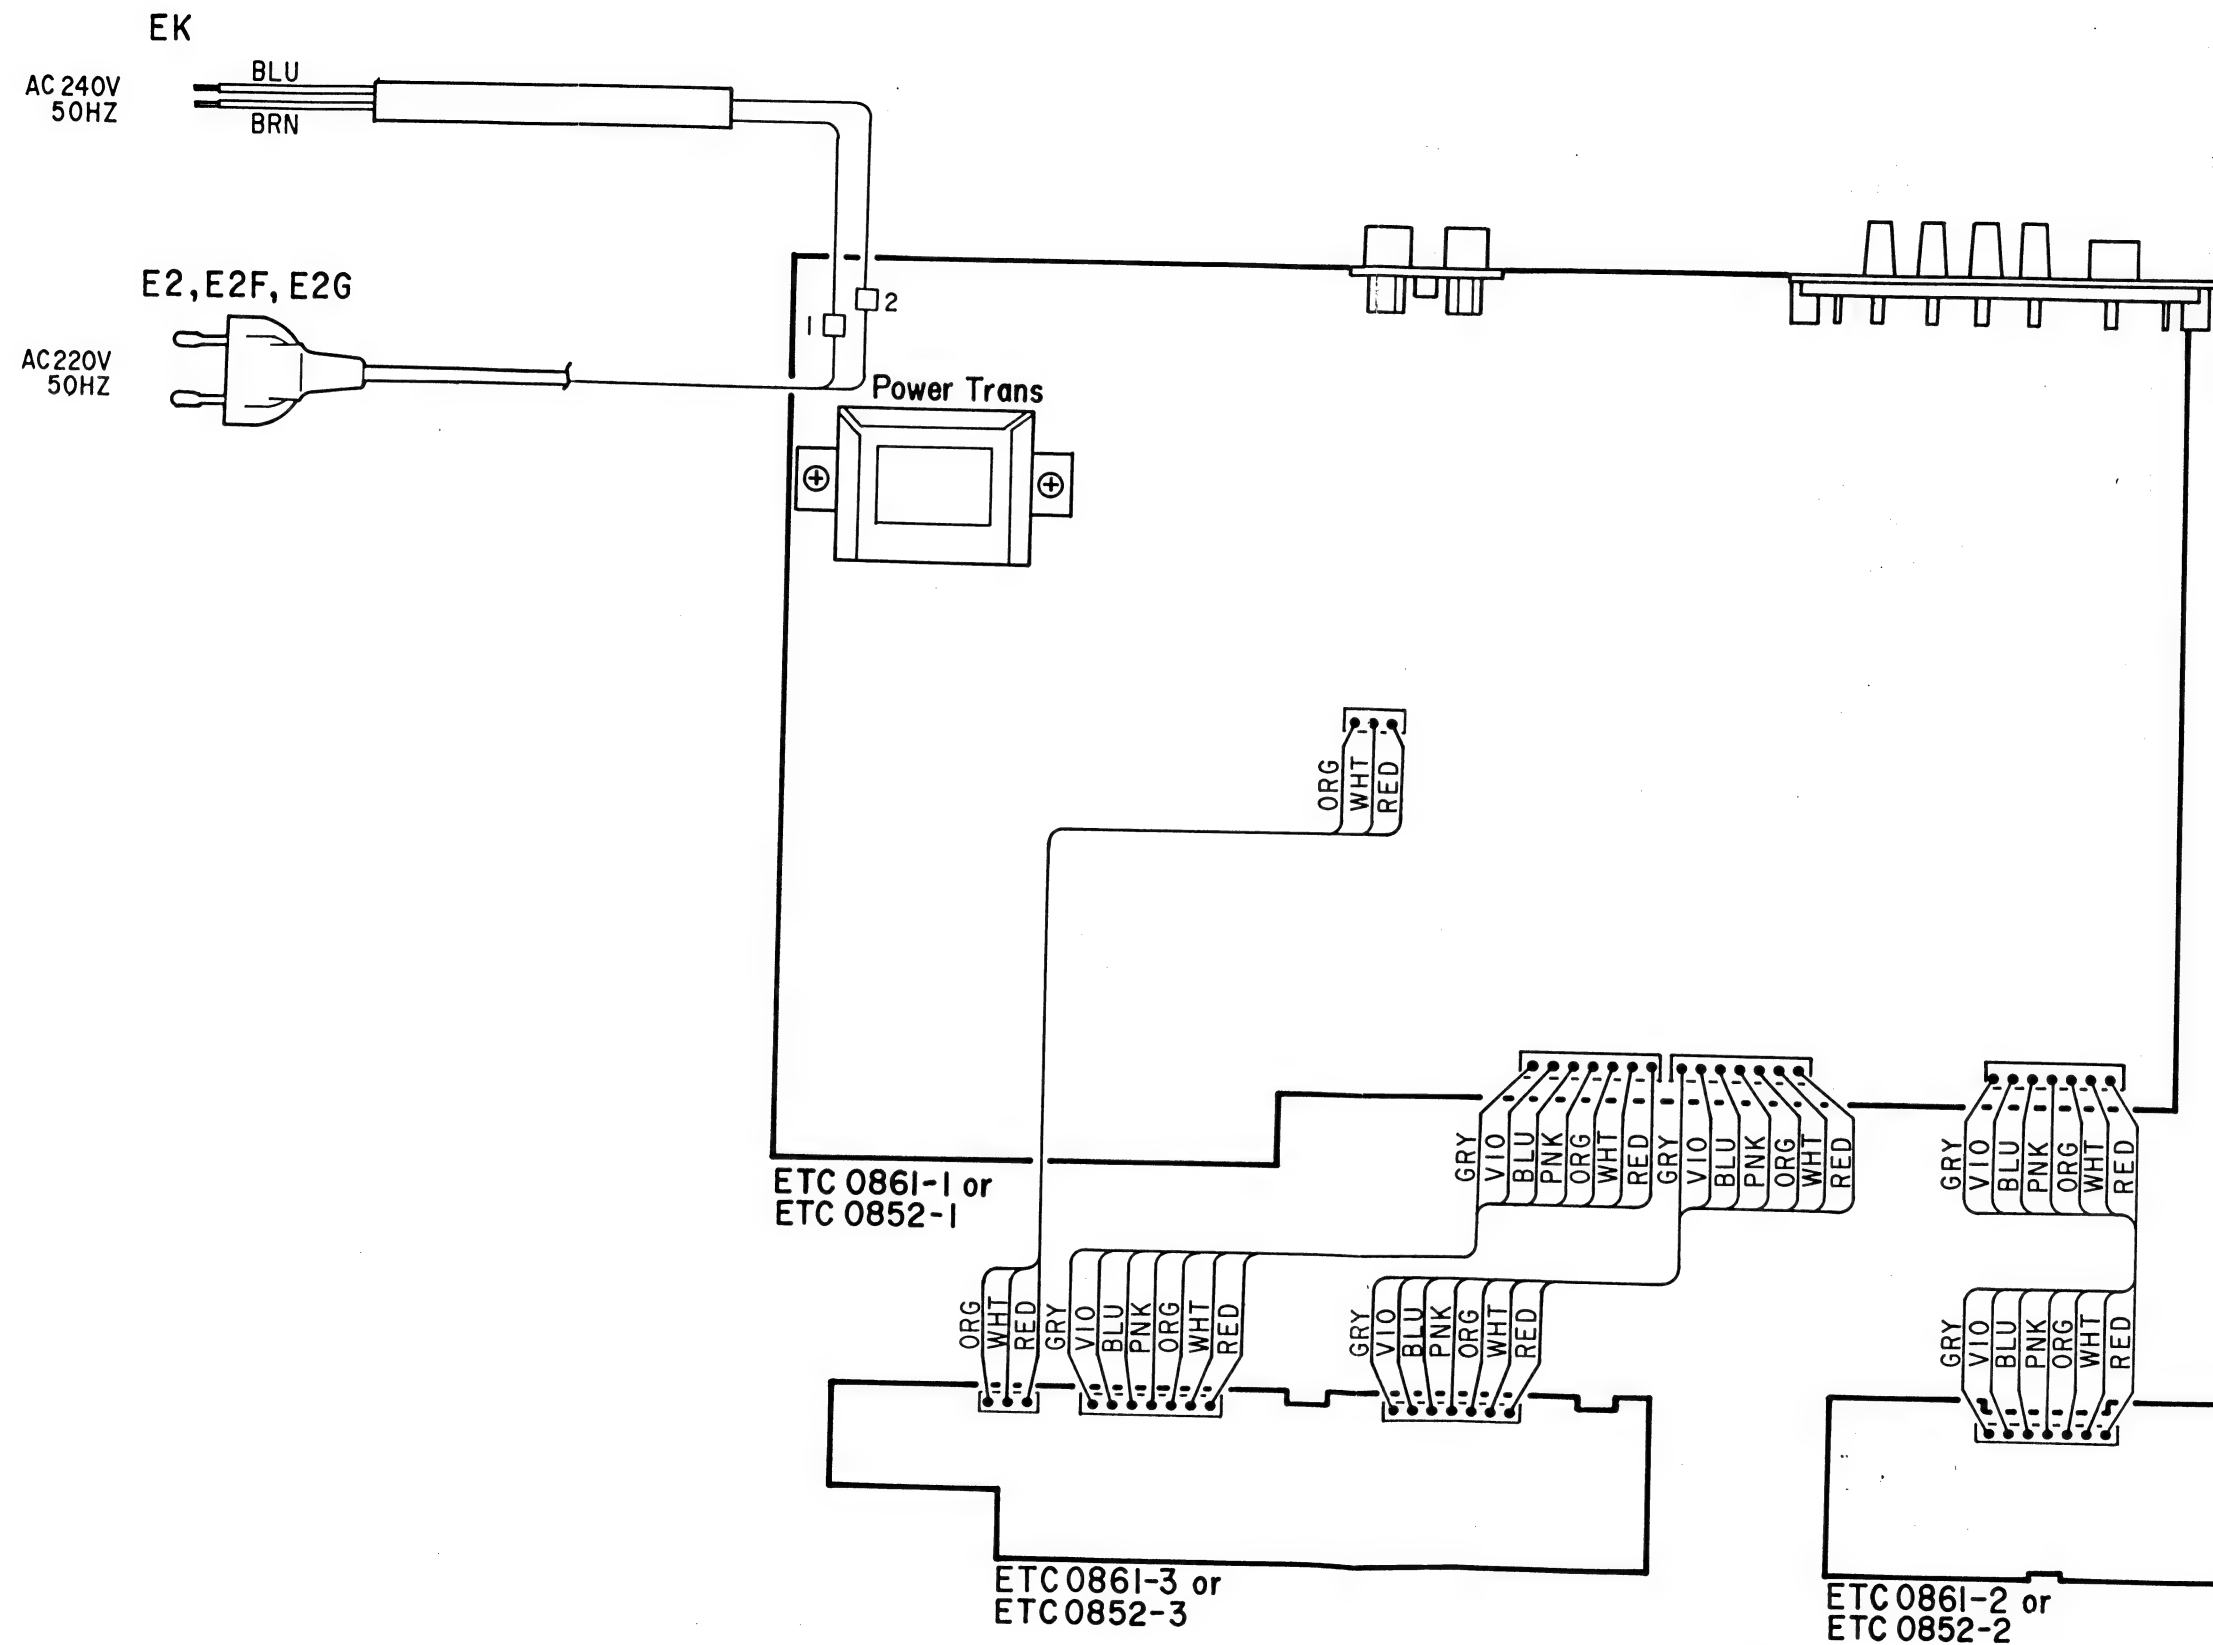 EK
BLU
AC 240V
50HZ
BRN
E2, E2F, E2G
2
1
AC 220V
50HZ
Power Trans
ORG
WHT
RED
GRY
VIO
BLU
PNK
ORG
WHT
RED
GRY
VIO
BLU
PNK
ORG
WHT
RED
GRY
VIO
BLU
PNK
ORG
WHT
RED
ETC 0861-1 or
ETC 0852-1
ORG
WHT
RED
GRY
VIO
BLU
PNK
ORG
WHT
RED
GRY
VIO
BLU
PNK
ORG
WHT
RED
GRY
VIO
BLU
PNK
ORG
WHT
RED
ETC 0861-3 or
ETC 0852-3
ETC 0861-2 or
ETC 0852-2